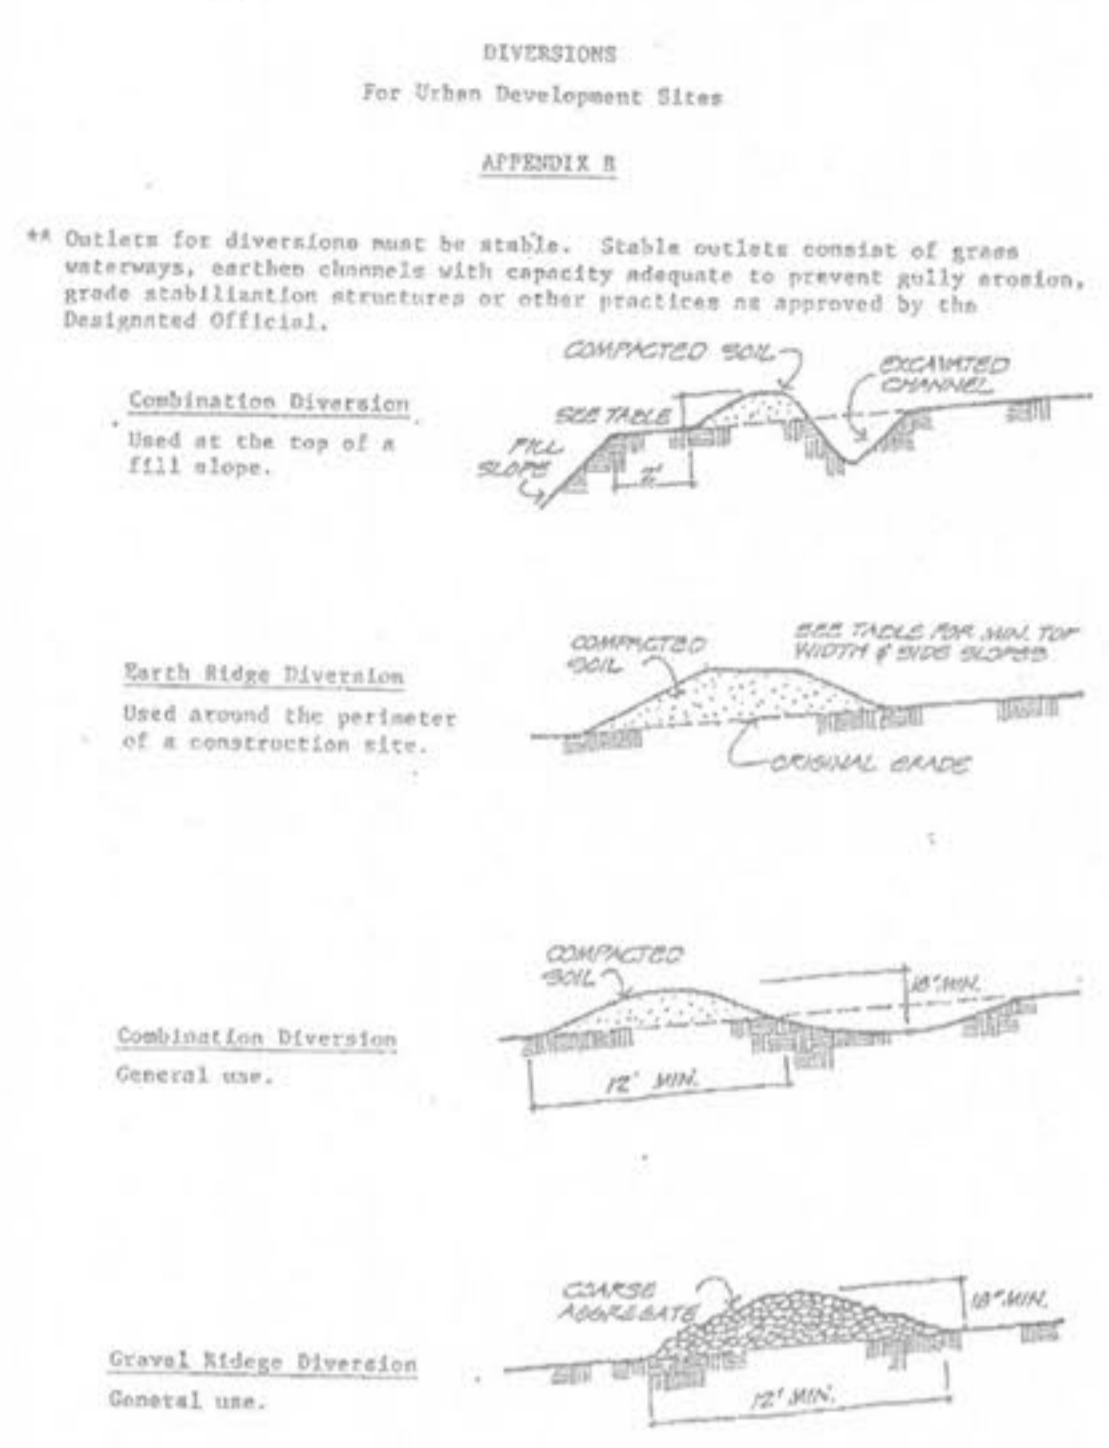 DIVERSIONS
For Urban Development Sites
APPENDIX B
** Outlets for diversions must be stable. Stable outlets consist of grass
waterways, earthen channels with capacity adequate to prevent gully erosion,
grade stabiliantion structures or other practices as approved by the
Designated Official.
COMPACTED SOIL
EXCAVATED
CHANNEL
Combination Diversion
SEE TABLE
Used at the top of a
fill slope.
FILL
SLOPE
2'
COMPACTED
SOIL
SEE TABLE FOR MIN. TOP
WIDTH & SIDE SLOPES
Earth Ridge Diversion
Used around the perimeter
of a construction site.
ORIGINAL GRADE
COMPACTED
SOIL
18" MIN.
Combination Diversion
General use.
12' MIN.
COARSE
AGGREGATE
18" MIN.
Gravel Ridege Diversion
General use.
12' MIN.